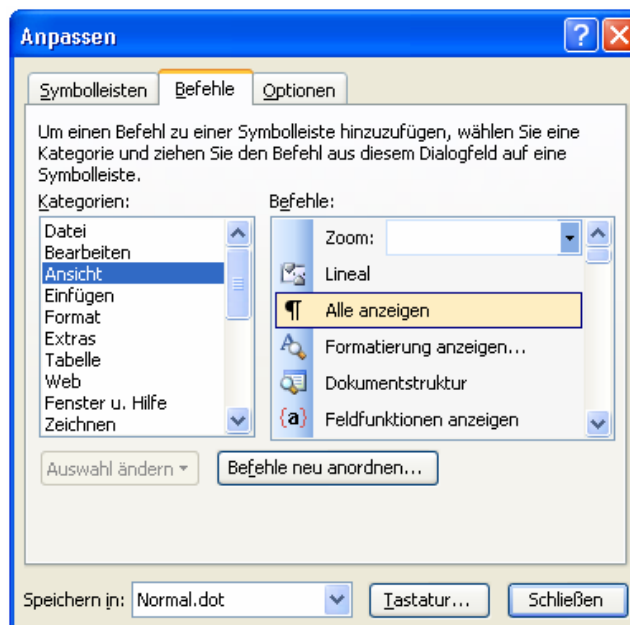 Anpassen
Symbolleisten Befehle Optionen
Um einen Befehl zu einer Symbolleiste hinzuzufügen, wählen Sie eine
Kategorie und ziehen Sie den Befehl aus diesem Dialogfeld auf eine
Symbolleiste.
Kategorien:
Datei
Bearbeiten
Ansicht
Einfügen
Format
Extras
Tabelle
Web
Fenster u. Hilfe
Zeichnen
Befehle:
Zoom:
Lineal
¶ Alle anzeigen
Formatierung anzeigen...
Dokumentstruktur
{a} Feldfunktionen anzeigen
Auswahl ändern Befehle neu anordnen...
Speichern in: Normal.dot Tastatur... Schließen